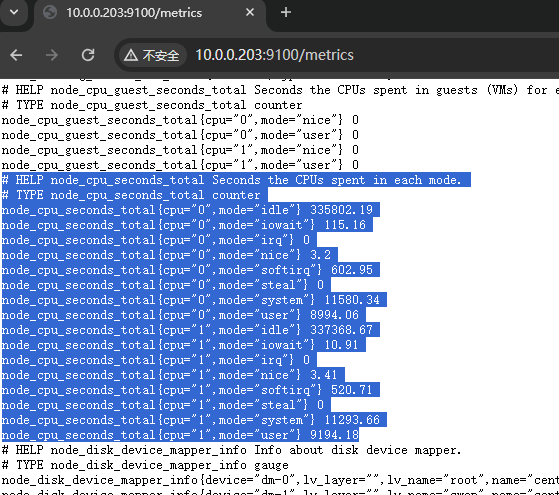 10.0.0.203:9100/metrics
不安全 10.0.0.203:9100/metrics
# HELP node_cpu_guest_seconds_total Seconds the CPUs spent in guests (VMs) for
# TYPE node_cpu_guest_seconds_total counter
node_cpu_guest_seconds_total{cpu="0",mode="nice"} 0
node_cpu_guest_seconds_total{cpu="0",mode="user"} 0
node_cpu_guest_seconds_total{cpu="1",mode="nice"} 0
node_cpu_guest_seconds_total{cpu="1",mode="user"} 0
# HELP node_cpu_seconds_total Seconds the CPUs spent in each mode.
# TYPE node_cpu_seconds_total counter
node_cpu_seconds_total{cpu="0",mode="idle"} 335802.19
node_cpu_seconds_total{cpu="0",mode="iowait"} 115.16
node_cpu_seconds_total{cpu="0",mode="irq"} 0
node_cpu_seconds_total{cpu="0",mode="nice"} 3.2
node_cpu_seconds_total{cpu="0",mode="softirq"} 602.95
node_cpu_seconds_total{cpu="0",mode="steal"} 0
node_cpu_seconds_total{cpu="0",mode="system"} 11580.34
node_cpu_seconds_total{cpu="0",mode="user"} 8994.06
node_cpu_seconds_total{cpu="1",mode="idle"} 337368.67
node_cpu_seconds_total{cpu="1",mode="iowait"} 10.91
node_cpu_seconds_total{cpu="1",mode="irq"} 0
node_cpu_seconds_total{cpu="1",mode="nice"} 3.41
node_cpu_seconds_total{cpu="1",mode="softirq"} 520.71
node_cpu_seconds_total{cpu="1",mode="steal"} 0
node_cpu_seconds_total{cpu="1",mode="system"} 11293.66
node_cpu_seconds_total{cpu="1",mode="user"} 9194.18
# HELP node_disk_device_mapper_info Info about disk device mapper.
# TYPE node_disk_device_mapper_info gauge
node_disk_device_mapper_info{device="dm-0",lv_layer="",lv_name="root",name="cent